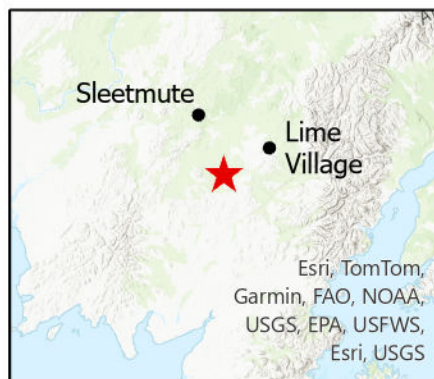 Sleetmute
Lime
Village
Esri, TomTom,
Garmin, FAO, NOAA,
USGS, EPA, USFWS,
Esri, USGS